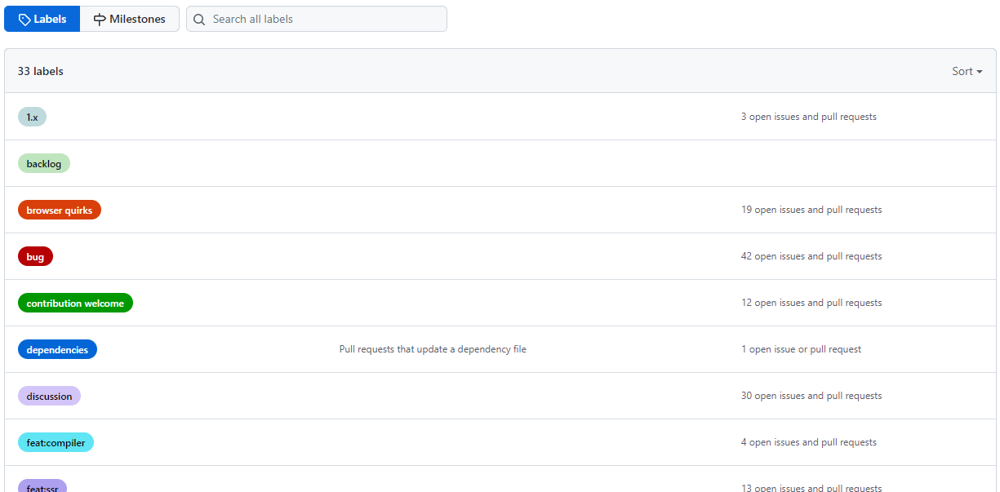 Labels Milestones Search all labels
33 labels Sort
1.x 3 open issues and pull requests
backlog
browser quirks 19 open issues and pull requests
bug 42 open issues and pull requests
contribution welcome 12 open issues and pull requests
dependencies Pull requests that update a dependency file 1 open issue or pull request
discussion 30 open issues and pull requests
feat:compiler 4 open issues and pull requests
feat:ssr 13 open issues and pull requests